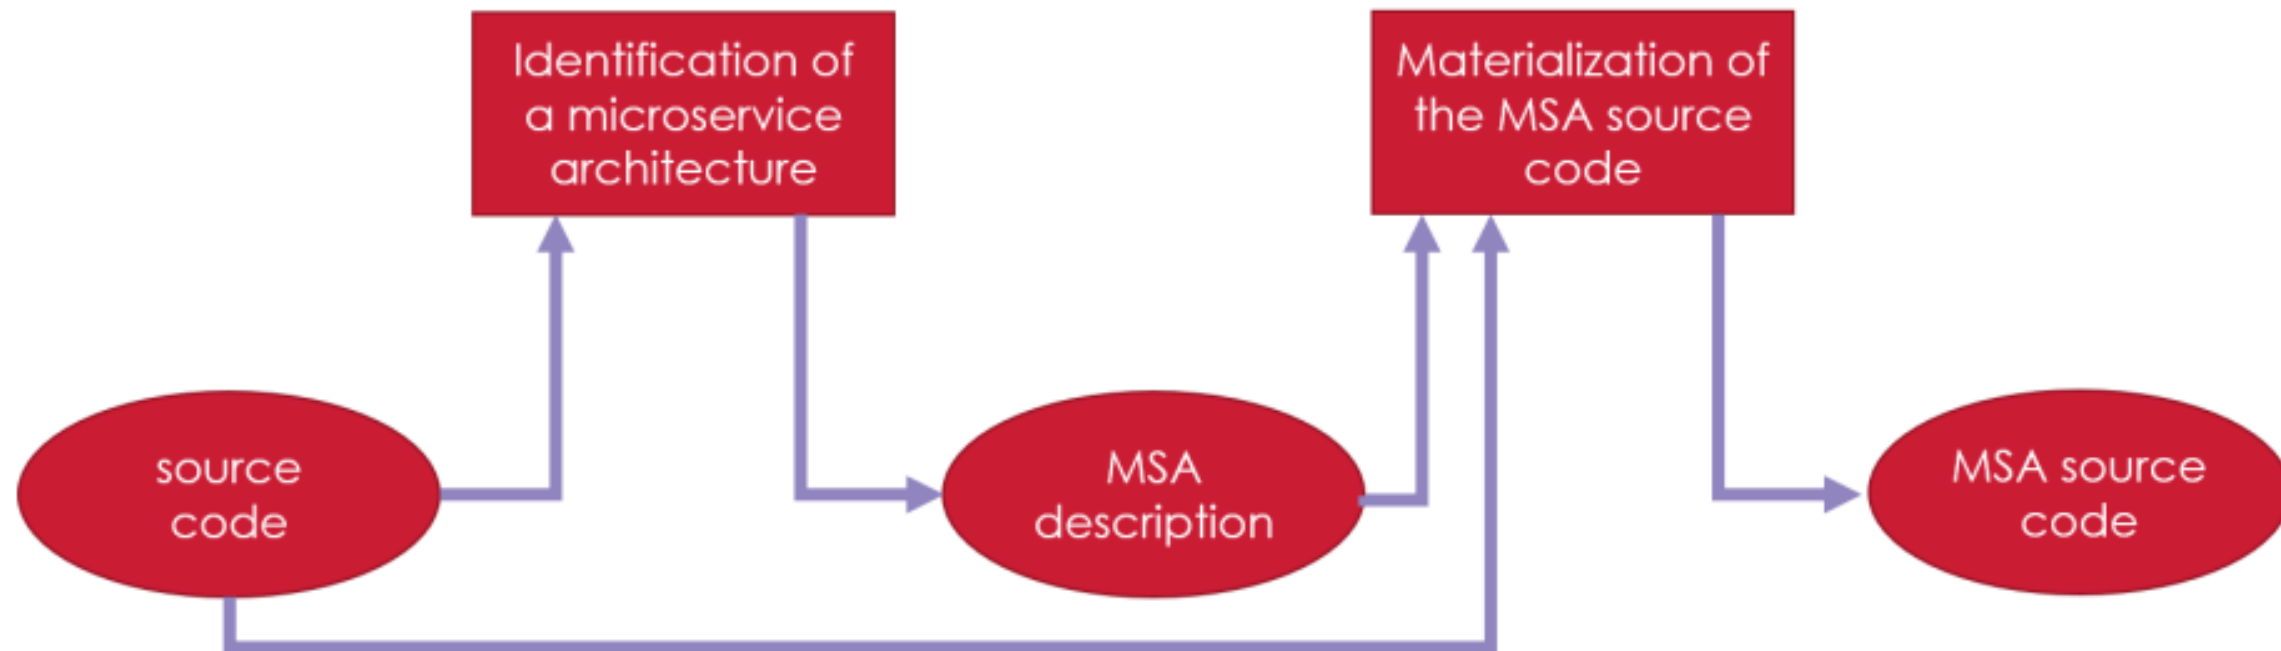 Identification of
a microservice
architecture
Materialization of
the MSA source
code
source
code
MSA
description
MSA source
code